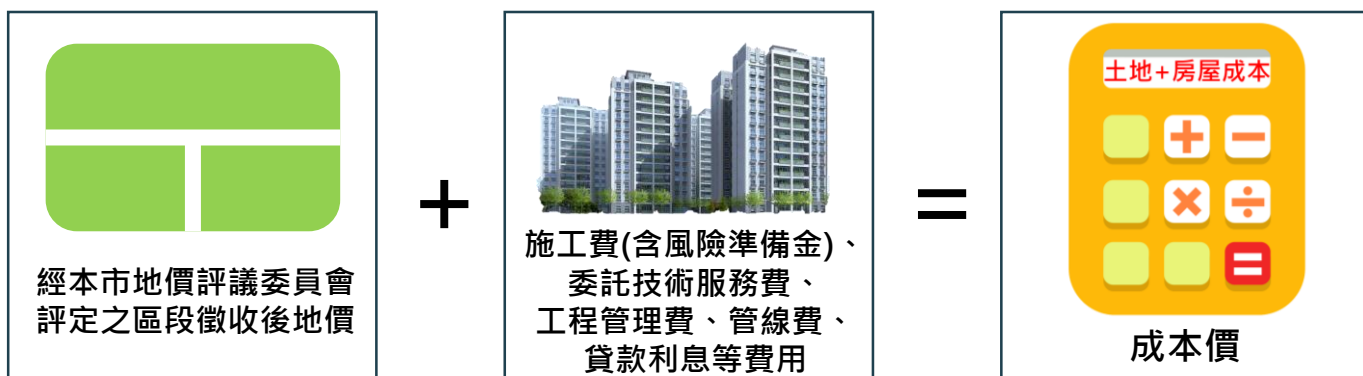 經本市地價評議委員會
評定之區段徵收後地價
+
施工費(含風險準備金)、
委託技術服務費、
工程管理費、管線費、
貸款利息等費用
=
土地+房屋成本
+ −
× ÷
=
成本價